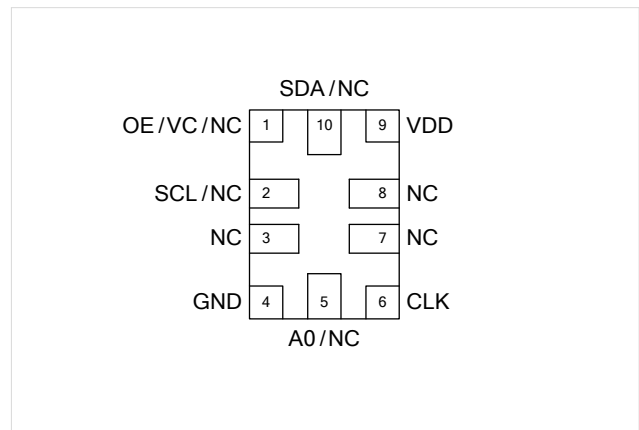 SDA/NC
OE/VC/NC 1 10 9 VDD
SCL/NC 2 8 NC
NC 3 7 NC
GND 4 5 6 CLK
A0/NC